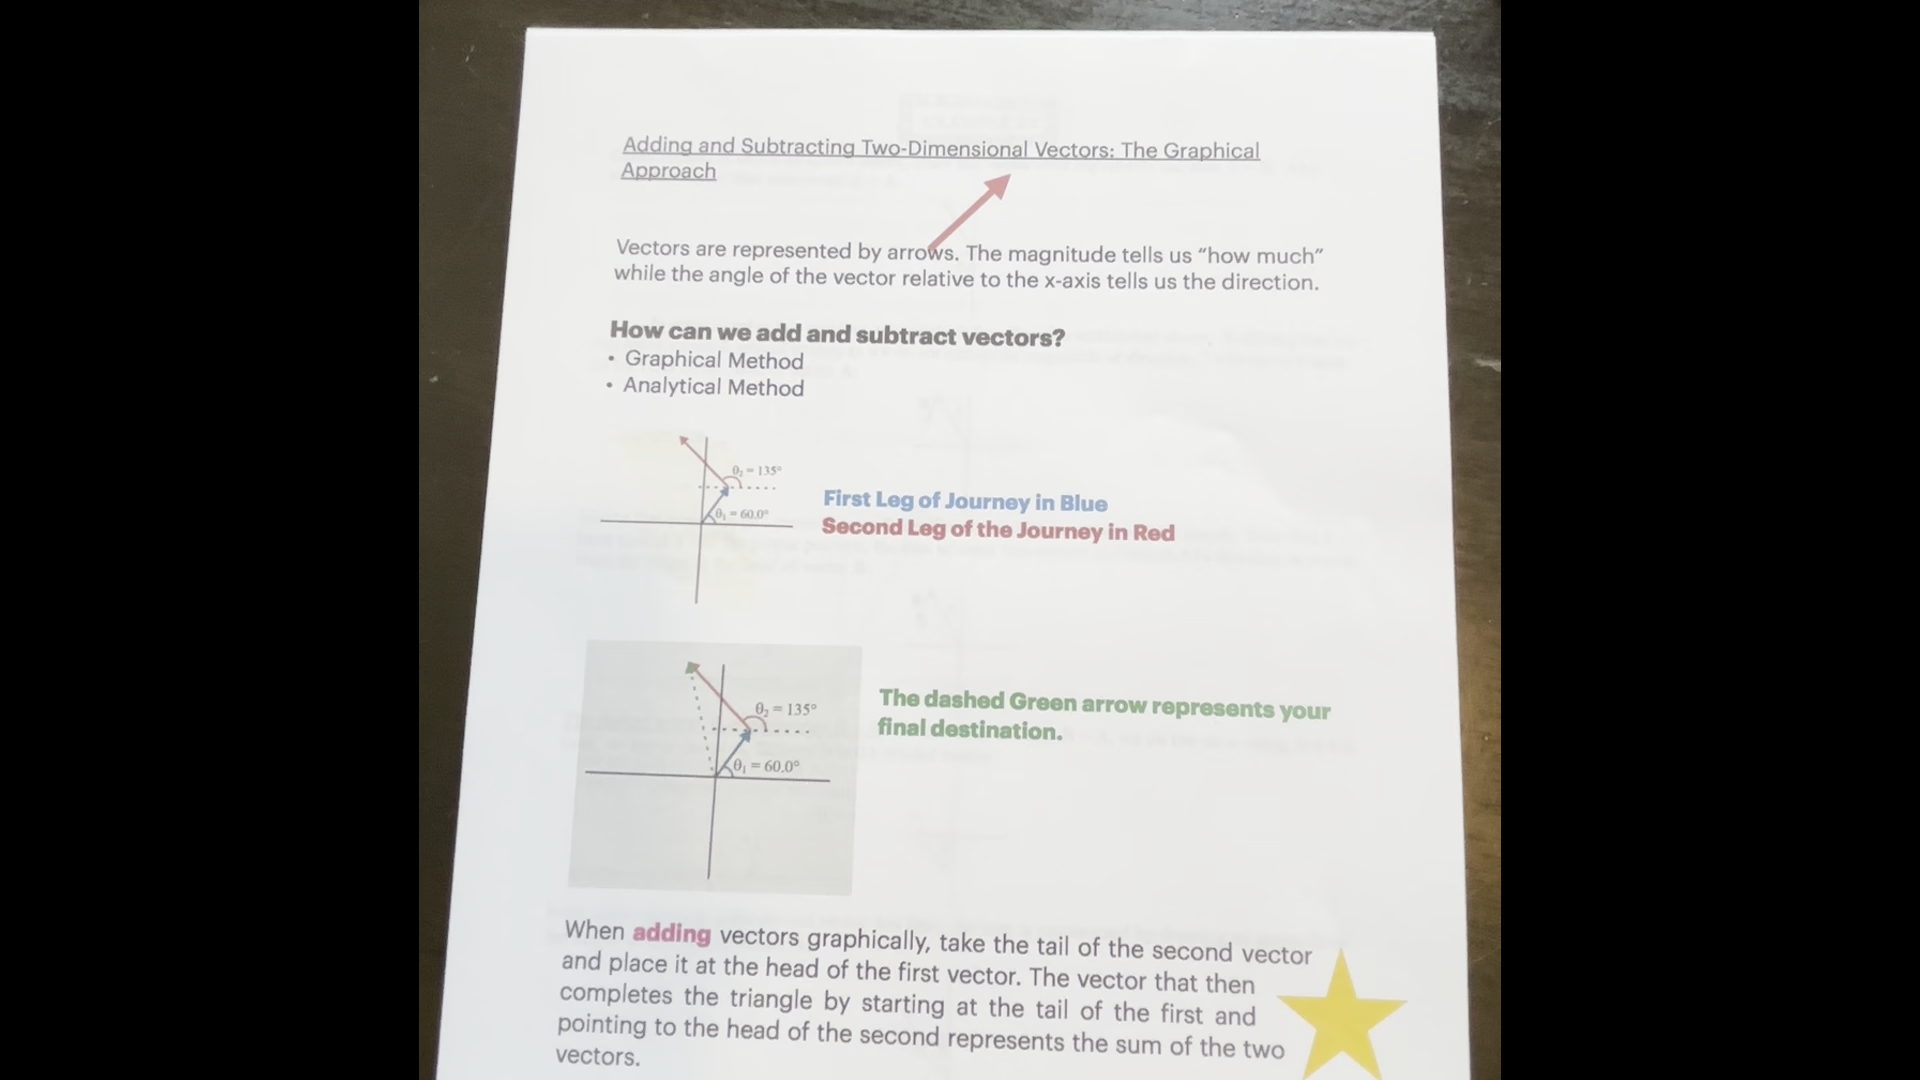 Adding and Subtracting Two-Dimensional Vectors: The Graphical
Approach
Vectors are represented by arrows. The magnitude tells us “how much”
while the angle of the vector relative to the x-axis tells us the direction.
How can we add and subtract vectors?
• Graphical Method
• Analytical Method
θ₂ = 135°
θ₁ = 60.0°
First Leg of Journey in Blue
Second Leg of the Journey in Red
θ₂ = 135°
θ₁ = 60.0°
The dashed Green arrow represents your
final destination.
When adding vectors graphically, take the tail of the second vector
and place it at the head of the first vector. The vector that then
completes the triangle by starting at the tail of the first and
pointing to the head of the second represents the sum of the two
vectors.